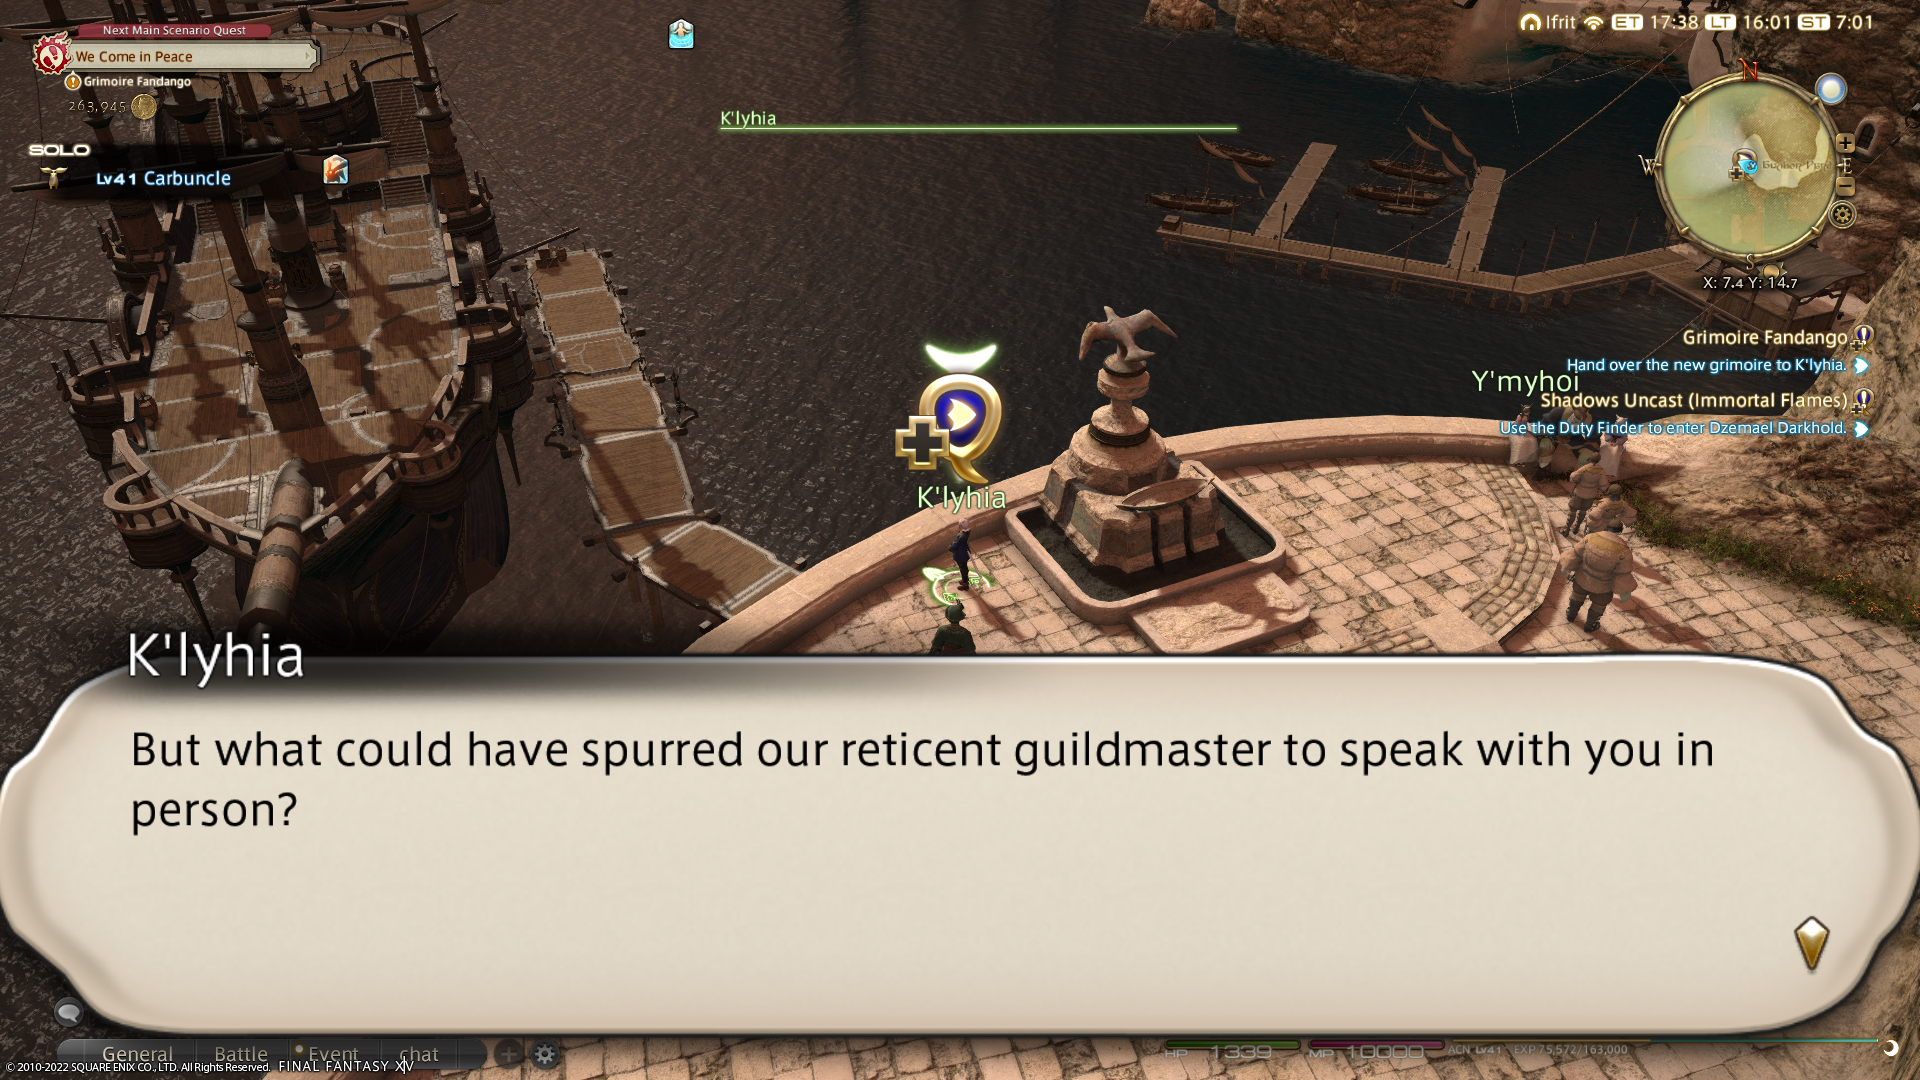 Next Main Scenario Quest
We Come in Peace
Grimoire Fandango
263,945
SOLO
Lv41 Carbuncle
K'lyhia
Ifrit ET 17:38 LT 16:01 ST 7:01
N
W
E
S
X: 7.4 Y: 14.7
Grimoire Fandango
Hand over the new grimoire to K'lyhia.
Y'myhoi
Shadows Uncast (Immortal Flames)
Use the Duty Finder to enter Dzemael Darkhold.
K'lyhia
K'lyhia
But what could have spurred our reticent guildmaster to speak with you in
person?
General Battle Event chat
HP 1339 MP 10000 ACN Lv41 EXP 75,572/163,000
© 2010-2022 SQUARE ENIX CO., LTD. All Rights Reserved. FINAL FANTASY XIV